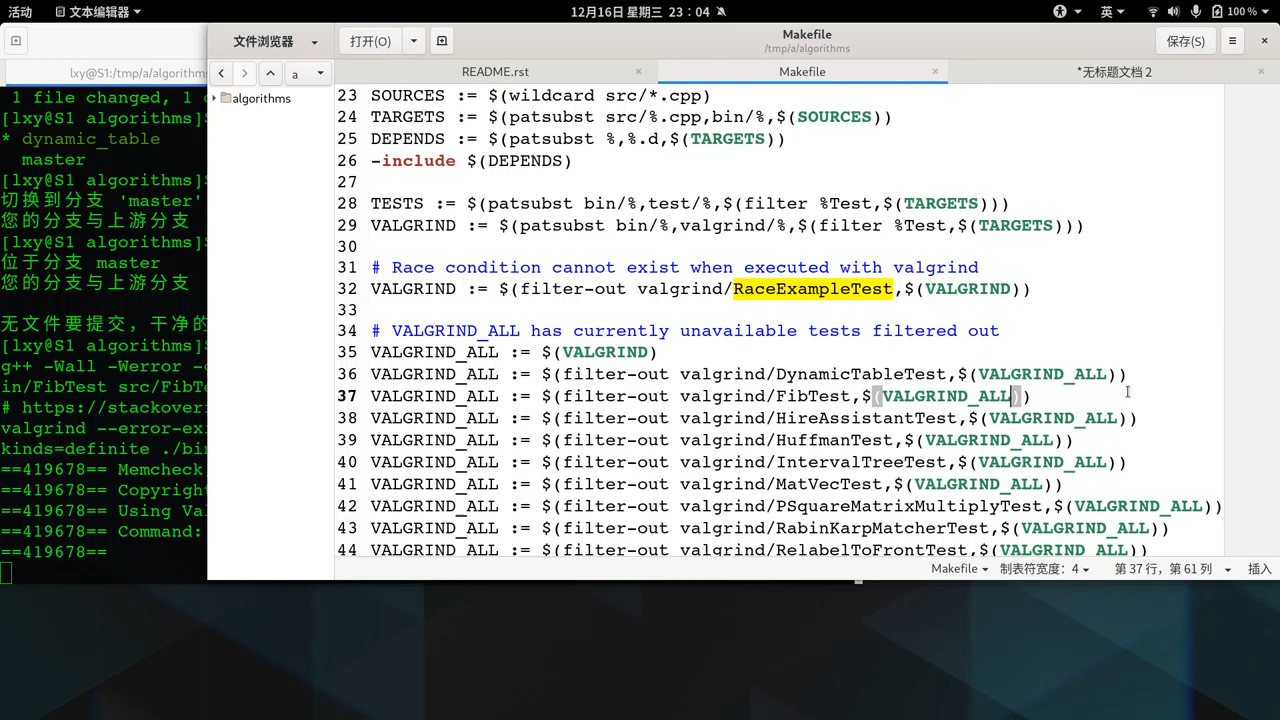 活动 文本编辑器 12月16日 星期三 23：04 英 100 %
文件浏览器 打开(O) Makefile /tmp/a/algorithms 保存(S)
lxy@S1:/tmp/a/algorithms
a README.rst Makefile *无标题文档 2
algorithms
1 file changed, 1
[lxy@S1 algorithms]
* dynamic_table
master
[lxy@S1 algorithms]
切换到分支 'master'
您的分支与上游分支
[lxy@S1 algorithms]
位于分支 master
您的分支与上游分支
无文件要提交，干净的
[lxy@S1 algorithms]
g++ -Wall -Werror -
in/FibTest src/FibT
# https://stackover
valgrind --error-exi
kinds=definite ./bin
==419678== Memcheck
==419678== Copyright
==419678== Using Val
==419678== Command:
==419678==
23 SOURCES := $(wildcard src/*.cpp)
24 TARGETS := $(patsubst src/%.cpp,bin/%,$(SOURCES))
25 DEPENDS := $(patsubst %,%.d,$(TARGETS))
26 -include $(DEPENDS)
27
28 TESTS := $(patsubst bin/%,test/%,$(filter %Test,$(TARGETS)))
29 VALGRIND := $(patsubst bin/%,valgrind/%,$(filter %Test,$(TARGETS)))
30
31 # Race condition cannot exist when executed with valgrind
32 VALGRIND := $(filter-out valgrind/RaceExampleTest,$(VALGRIND))
33
34 # VALGRIND_ALL has currently unavailable tests filtered out
35 VALGRIND_ALL := $(VALGRIND)
36 VALGRIND_ALL := $(filter-out valgrind/DynamicTableTest,$(VALGRIND_ALL))
37 VALGRIND_ALL := $(filter-out valgrind/FibTest,$(VALGRIND_ALL))
38 VALGRIND_ALL := $(filter-out valgrind/HireAssistantTest,$(VALGRIND_ALL))
39 VALGRIND_ALL := $(filter-out valgrind/HuffmanTest,$(VALGRIND_ALL))
40 VALGRIND_ALL := $(filter-out valgrind/IntervalTreeTest,$(VALGRIND_ALL))
41 VALGRIND_ALL := $(filter-out valgrind/MatVecTest,$(VALGRIND_ALL))
42 VALGRIND_ALL := $(filter-out valgrind/PSquareMatrixMultiplyTest,$(VALGRIND_ALL))
43 VALGRIND_ALL := $(filter-out valgrind/RabinKarpMatcherTest,$(VALGRIND_ALL))
44 VALGRIND_ALL := $(filter-out valgrind/RelabelToFrontTest,$(VALGRIND_ALL))
Makefile 制表符宽度：4 第 37 行，第 61 列 插入